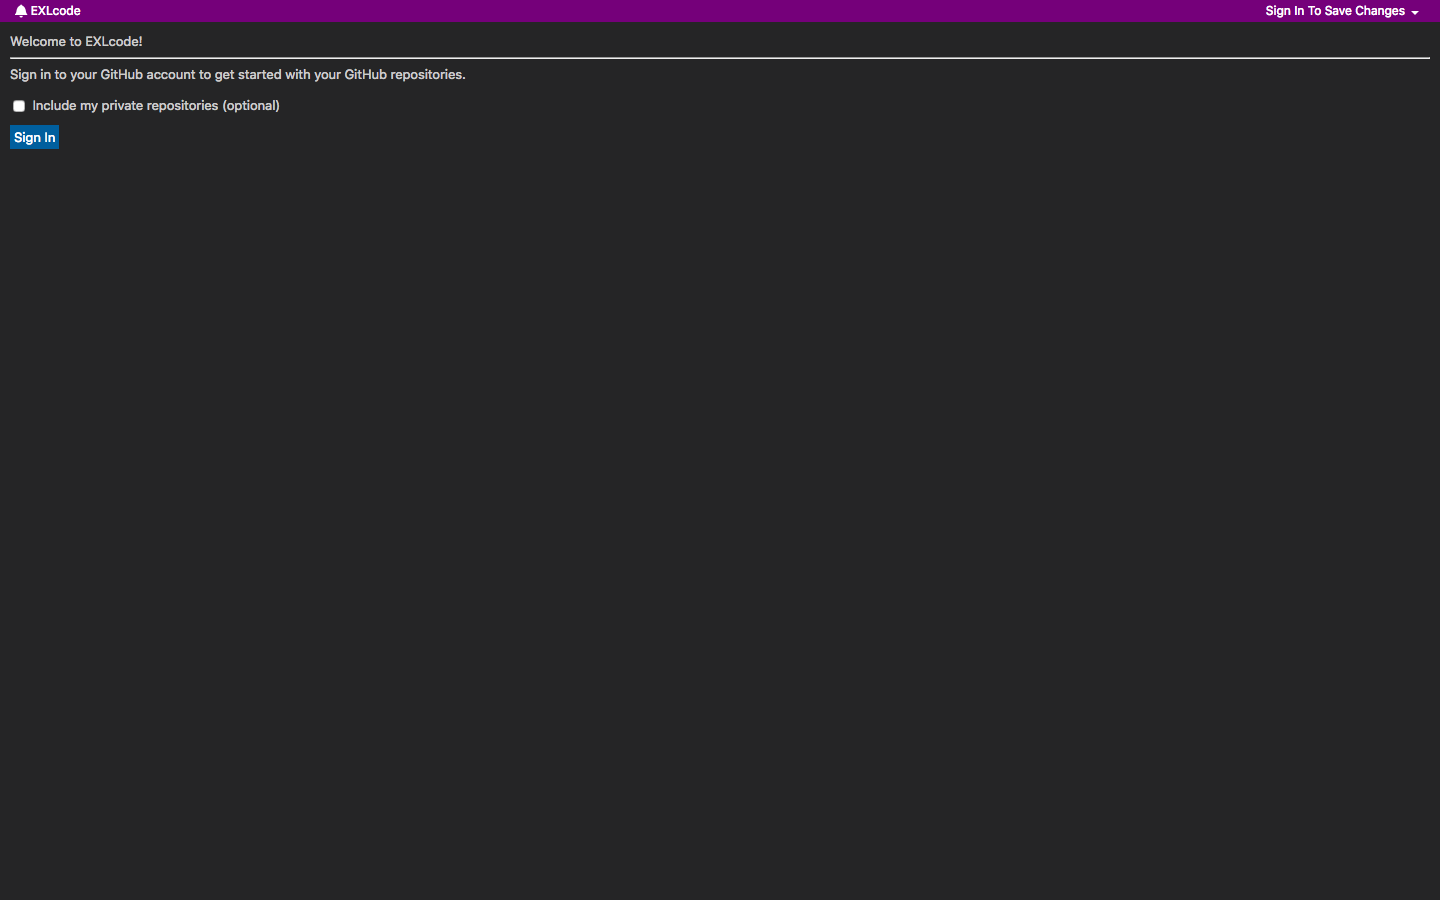 EXLcode
Sign In To Save Changes
Welcome to EXLcode!
Sign in to your GitHub account to get started with your GitHub repositories.
Include my private repositories (optional)
Sign In